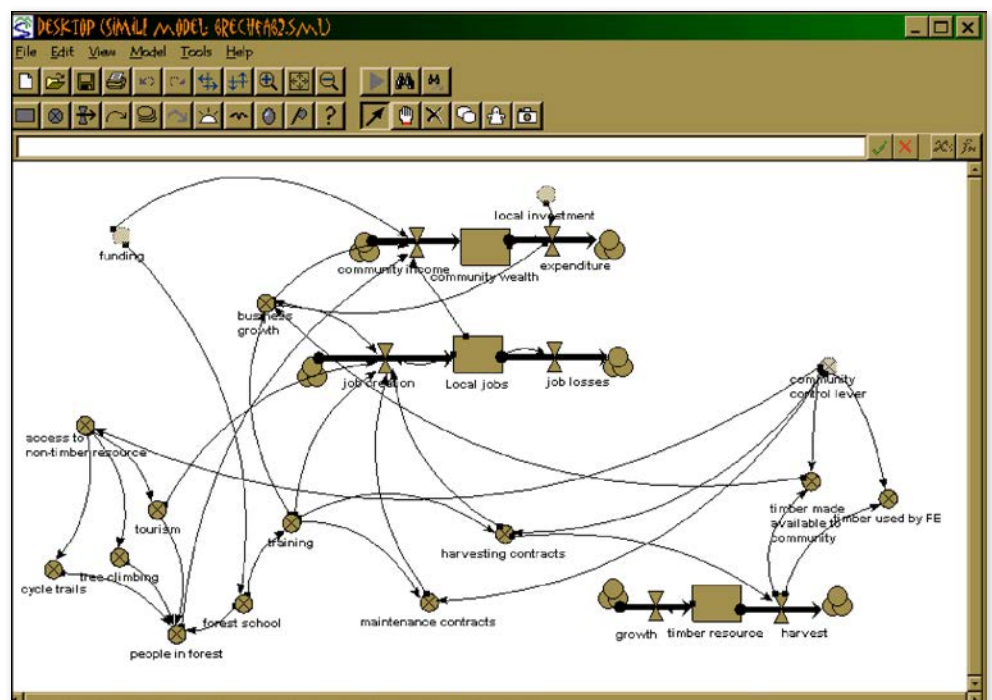 DESKTOP (SIMILE MODEL: GRECHEAG2.SML)
File Edit View Model Tools Help
local investment
funding
community income
community wealth
expenditure
business
growth
job creation
Local jobs
job losses
community
control lever
access to
non-timber resource
tourism
training
timber made
available to
community
timber used by FE
harvesting contracts
cycle trails
tree climbing
forest school
maintenance contracts
people in forest
growth
timber resource
harvest